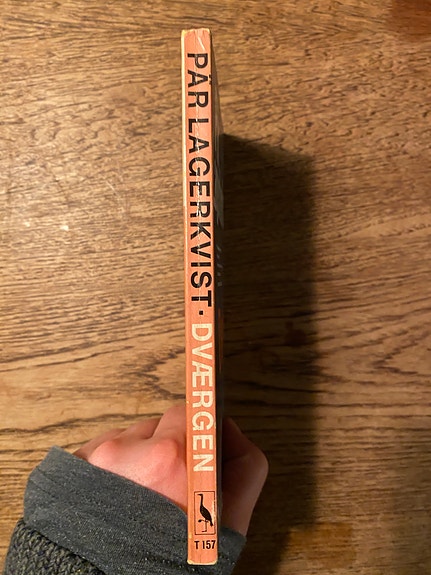 PÄR LAGERKVIST · DVÆRGEN
T 157